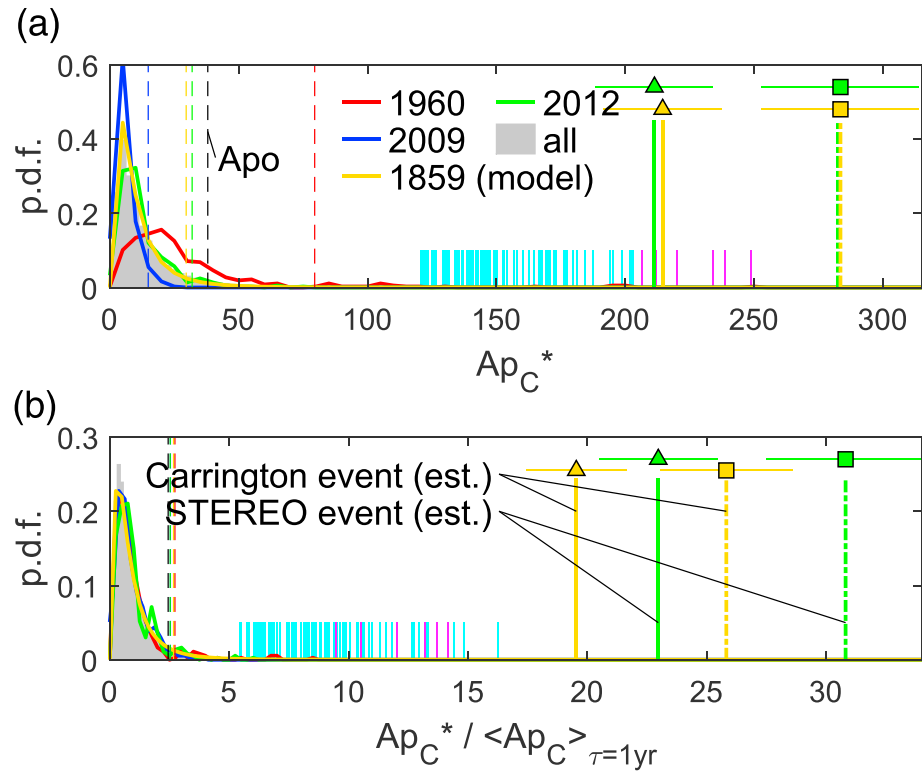 (a)
p.d.f.
0.6
0.4
0.2
0
1960
2012
2009
all
1859 (model)
Apo
0 50 100 150 200 250 300
Ap_C*
(b)
p.d.f.
0.3
0.2
0.1
0
Carrington event (est.)
STEREO event (est.)
0 5 10 15 20 25 30
Ap_C* / <Ap_C>_τ=1yr